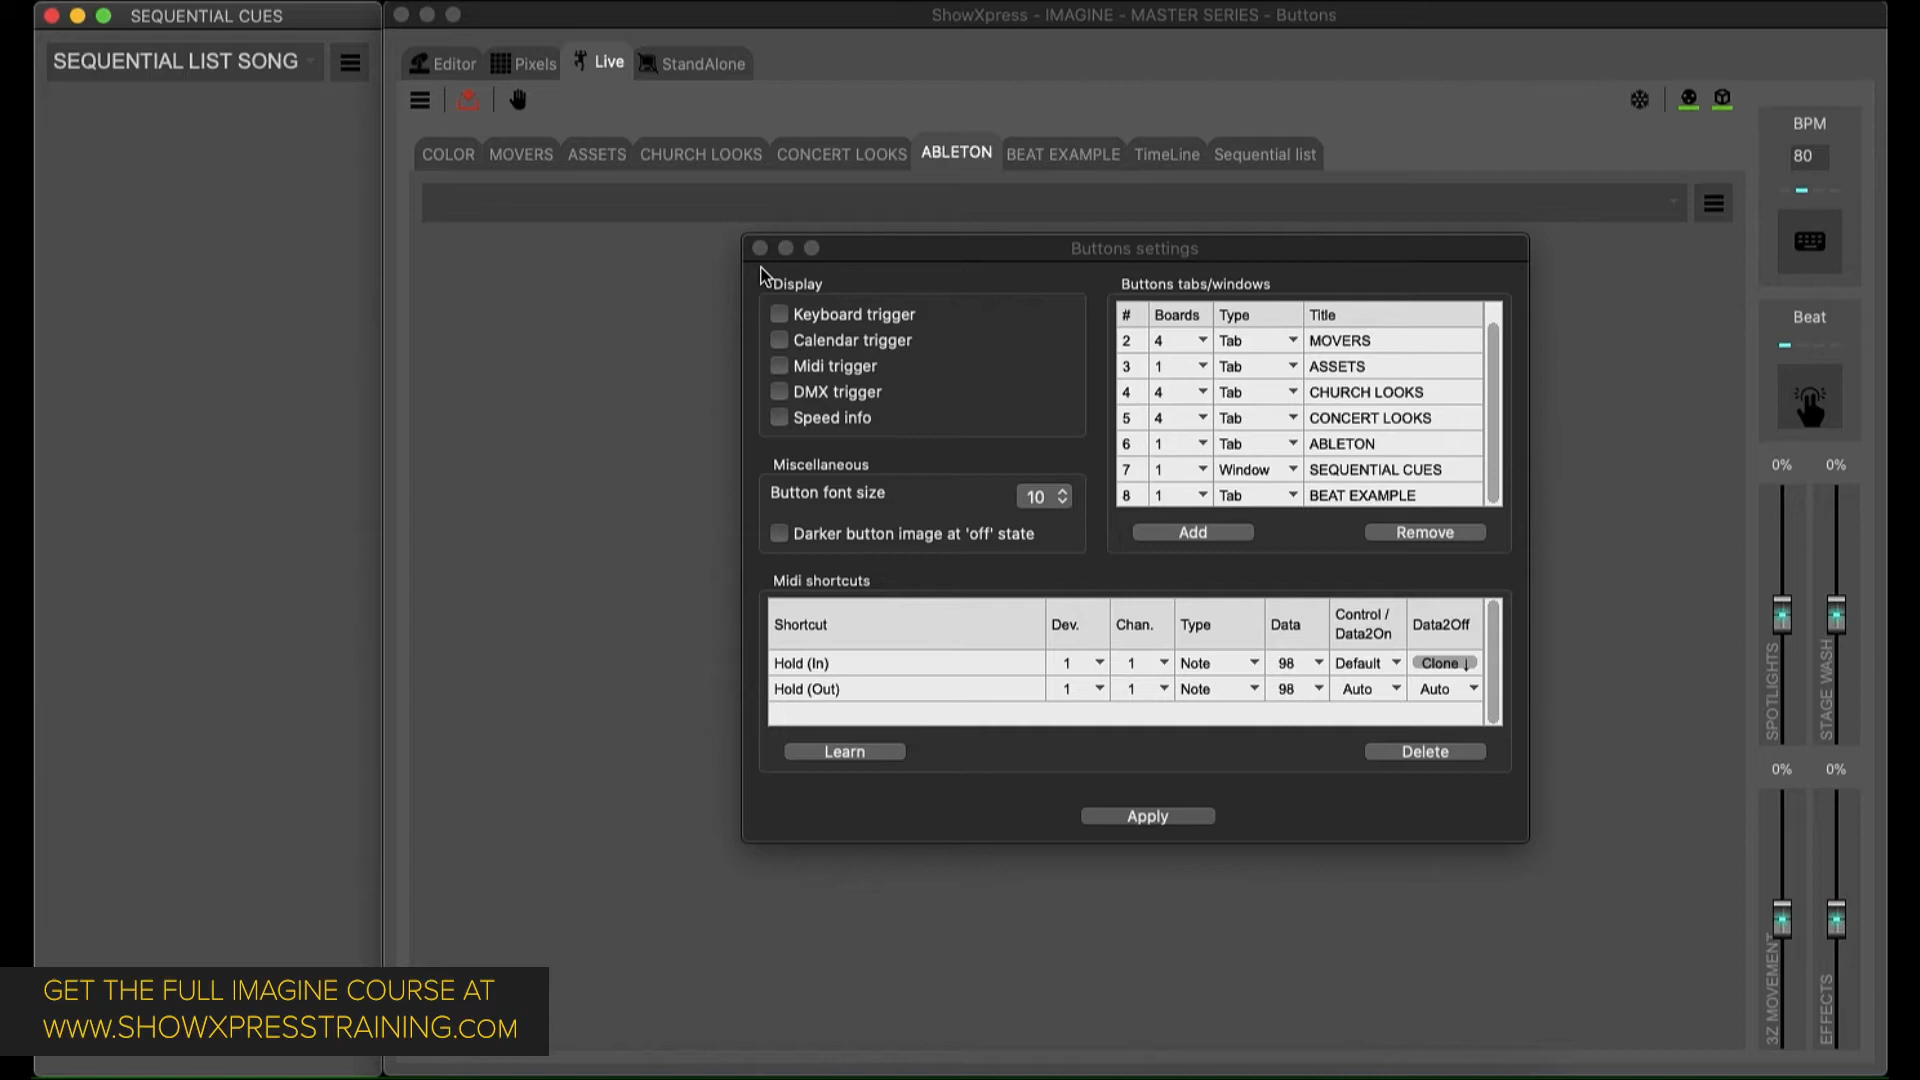 SEQUENTIAL CUES
SEQUENTIAL LIST SONG
ShowXpress - IMAGINE - MASTER SERIES - Buttons
Editor Pixels Live StandAlone
COLOR MOVERS ASSETS CHURCH LOOKS CONCERT LOOKS ABLETON BEAT EXAMPLE TimeLine Sequential list
BPM
80
Beat
0% 0%
SPOTLIGHTS STAGE WASH
0% 0%
3Z MOVEMENT EFFECTS
Buttons settings
Display
Keyboard trigger
Calendar trigger
Midi trigger
DMX trigger
Speed info
Miscellaneous
Button font size 10
Darker button image at 'off' state
Buttons tabs/windows
# Boards Type Title
2 4 Tab MOVERS
3 1 Tab ASSETS
4 4 Tab CHURCH LOOKS
5 4 Tab CONCERT LOOKS
6 1 Tab ABLETON
7 1 Window SEQUENTIAL CUES
8 1 Tab BEAT EXAMPLE
Add Remove
Midi shortcuts
Shortcut Dev. Chan. Type Data Control / Data2On Data2Off
Hold (In) 1 1 Note 98 Default Clone ↓
Hold (Out) 1 1 Note 98 Auto Auto
Learn Delete
Apply
GET THE FULL IMAGINE COURSE AT
WWW.SHOWXPRESSTRAINING.COM